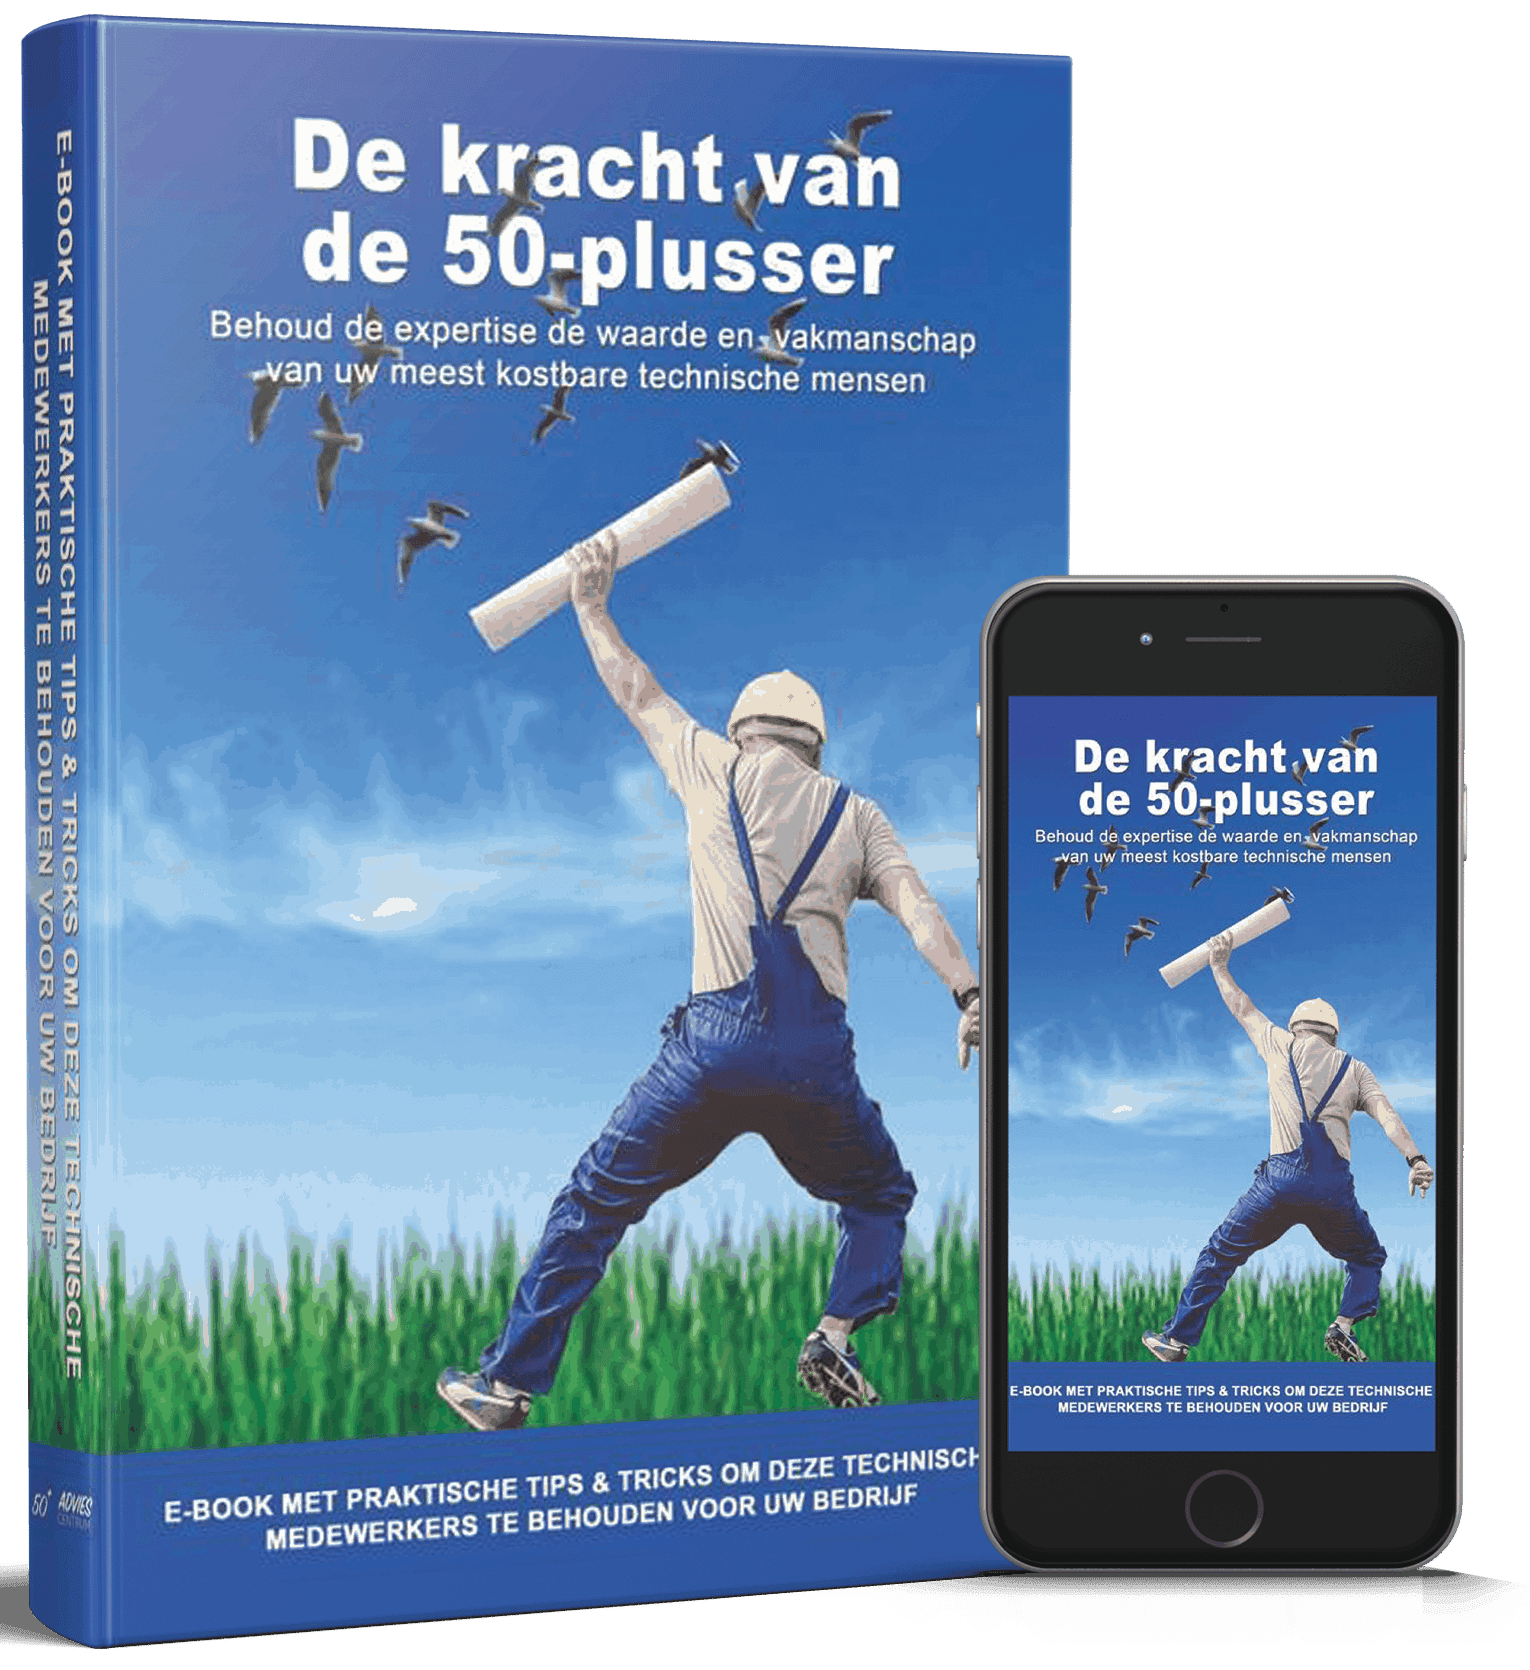 De kracht van
de 50-plusser
Behoud de expertise de waarde en vakmanschap
van uw meest kostbare technische mensen
E-BOOK MET PRAKTISCHE TIPS & TRICKS OM DEZE TECHNISCH
MEDEWERKERS TE BEHOUDEN VOOR UW BEDRIJF
E-BOOK MET PRAKTISCHE TIPS & TRICKS OM DEZE TECHNISCHE
MEDEWERKERS TE BEHOUDEN VOOR UW BEDRIJF
50+ ADVIES
CENTRUM
De kracht van
de 50-plusser
Behoud de expertise de waarde en vakmanschap
van uw meest kostbare technische mensen
E-BOOK MET PRAKTISCHE TIPS & TRICKS OM DEZE TECHNISCHE
MEDEWERKERS TE BEHOUDEN VOOR UW BEDRIJF